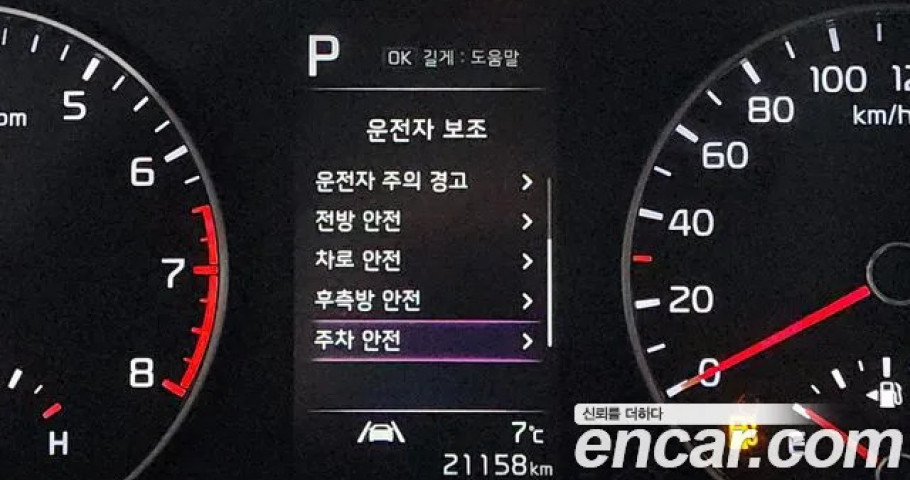 P
OK 길게 : 도움말
운전자 보조
운전자 주의 경고
전방 안전
차로 안전
후측방 안전
주차 안전
7℃
21158km
5
6
7
8
H
100
80
km/h
60
40
20
0
신뢰를 더하다
encar.com